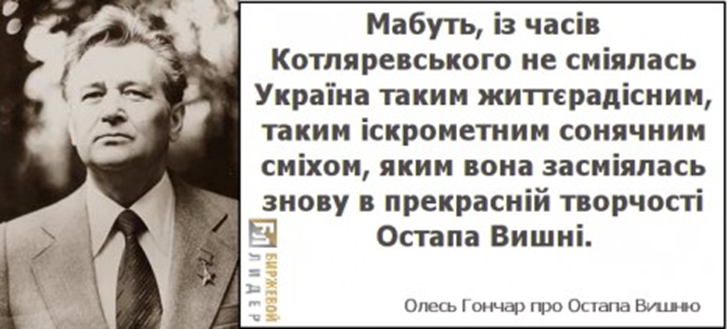 Мабуть, із часів
Котляревського не сміялась
Україна таким життєрадісним,
таким іскрометним сонячним
сміхом, яким вона засміялась
знову в прекрасній творчості
Остапа Вишні.
БЛ
БИРЖЕВОЙ
ЛИДЕР
Олесь Гончар про Остапа Вишню